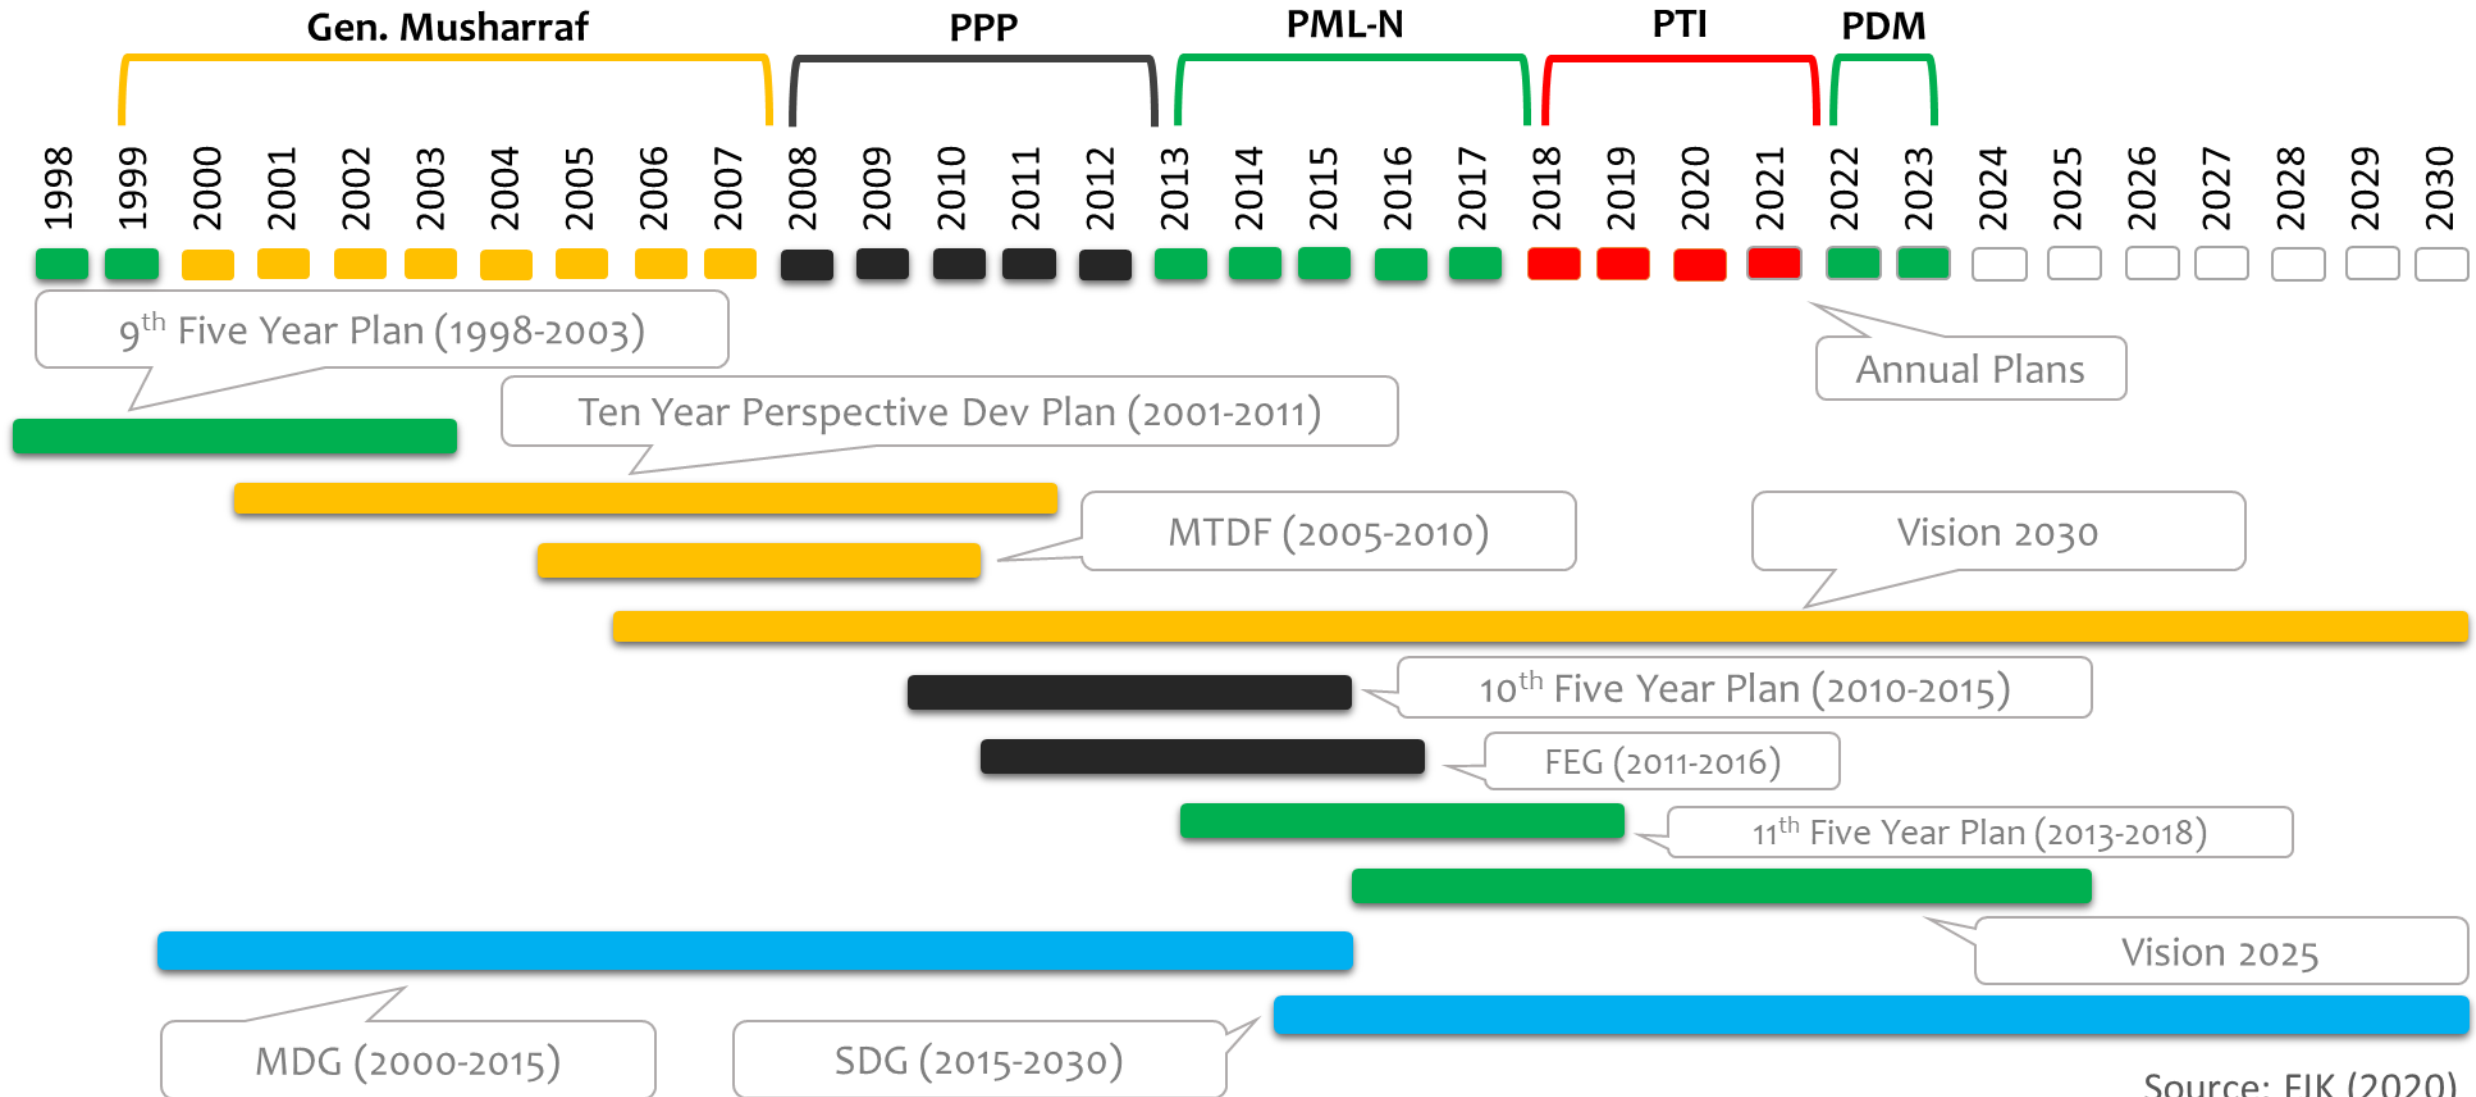 Gen. Musharraf
PPP
PML-N
PTI
PDM
1998
1999
2000
2001
2002
2003
2004
2005
2006
2007
2008
2009
2010
2011
2012
2013
2014
2015
2016
2017
2018
2019
2020
2021
2022
2023
2024
2025
2026
2027
2028
2029
2030
9th Five Year Plan (1998-2003)
Annual Plans
Ten Year Perspective Dev Plan (2001-2011)
MTDF (2005-2010)
Vision 2030
10th Five Year Plan (2010-2015)
FEG (2011-2016)
11th Five Year Plan (2013-2018)
Vision 2025
MDG (2000-2015)
SDG (2015-2030)
Source: FJK (2020)